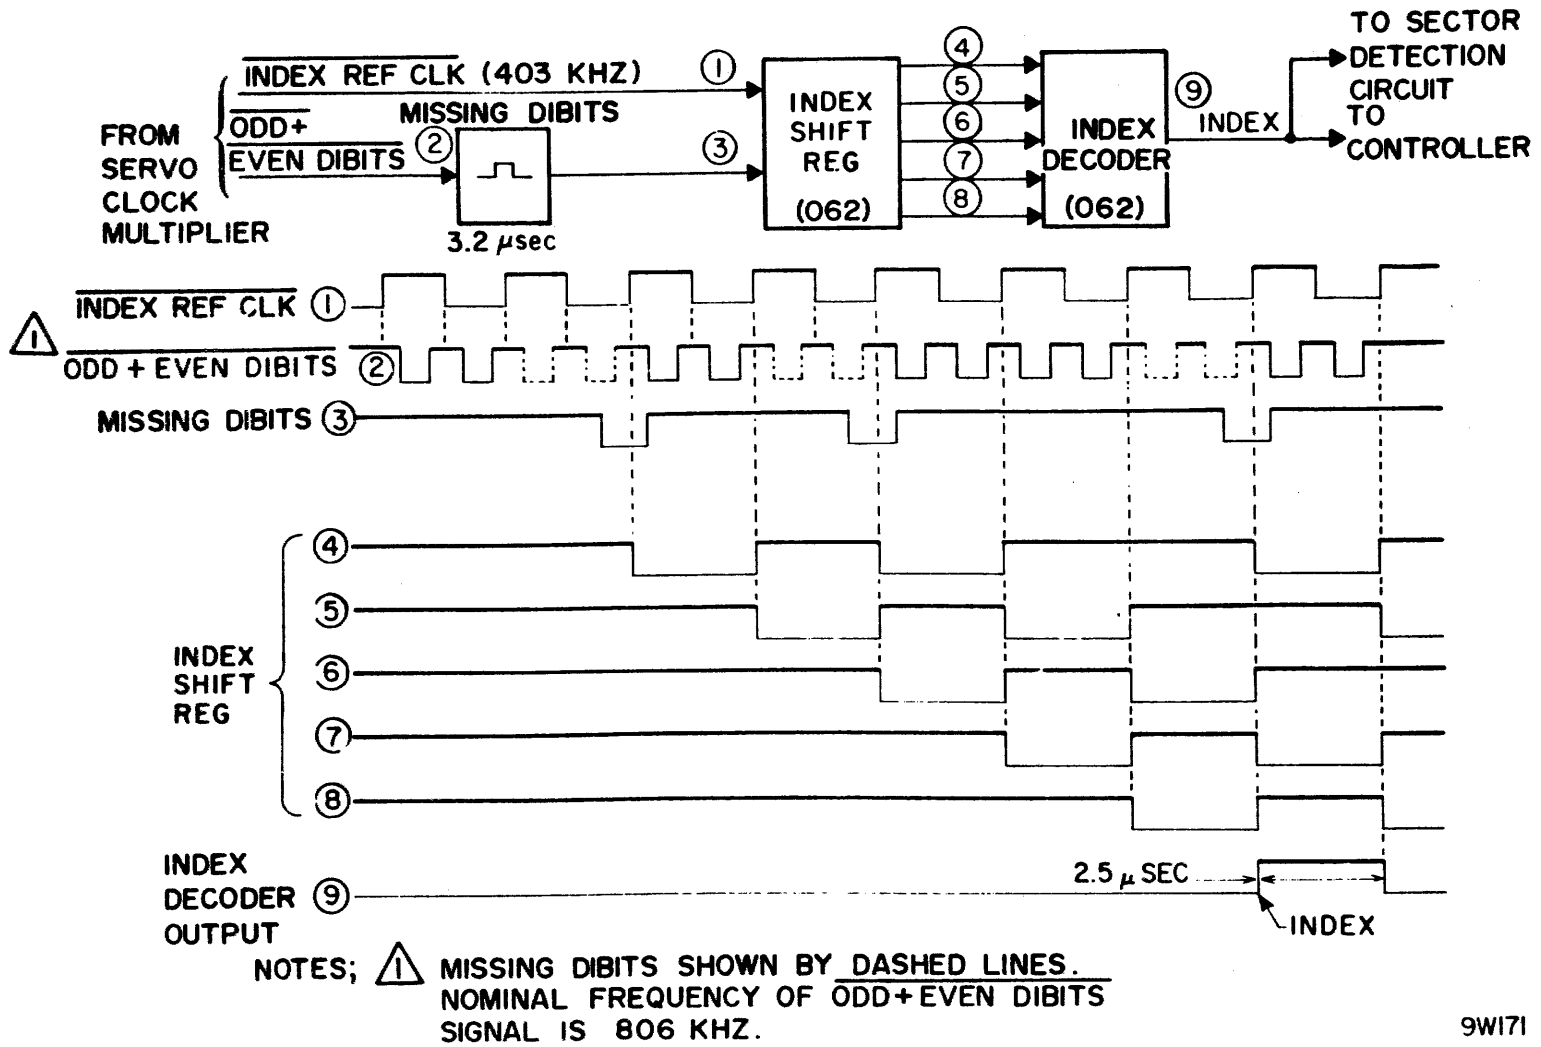 TO SECTOR
DETECTION
CIRCUIT
TO
CONTROLLER
INDEX REF CLK (403 KHZ)
MISSING DIBITS
ODD+
EVEN DIBITS
FROM
SERVO
CLOCK
MULTIPLIER
1
2
3
3.2 μsec
INDEX
SHIFT
REG
(062)
4
5
6
7
8
INDEX
DECODER
(062)
9
INDEX
INDEX REF CLK 1
1
ODD + EVEN DIBITS 2
MISSING DIBITS 3
INDEX
SHIFT
REG
4
5
6
7
8
INDEX
DECODER
OUTPUT
9
2.5 μ SEC
INDEX
NOTES; 1 MISSING DIBITS SHOWN BY DASHED LINES.
NOMINAL FREQUENCY OF ODD+EVEN DIBITS
SIGNAL IS 806 KHZ.
9W171